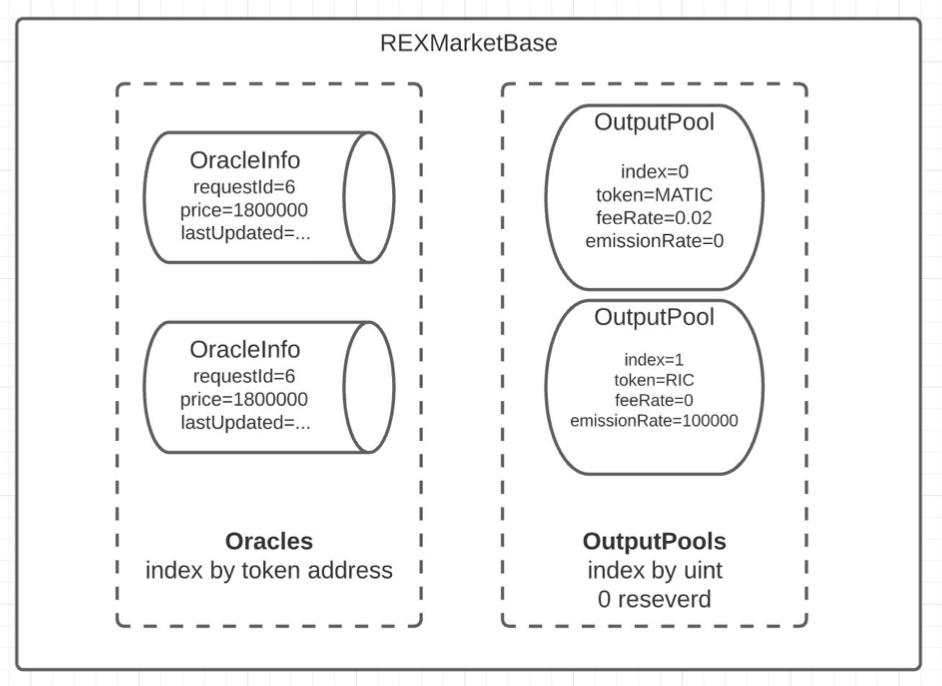 REXMarketBase
OracleInfo
requestId=6
price=1800000
lastUpdated=...
OracleInfo
requestId=6
price=1800000
lastUpdated=...
Oracles
index by token address
OutputPool
index=0
token=MATIC
feeRate=0.02
emissionRate=0
OutputPool
index=1
token=RIC
feeRate=0
emissionRate=100000
OutputPools
index by uint
0 reseverd